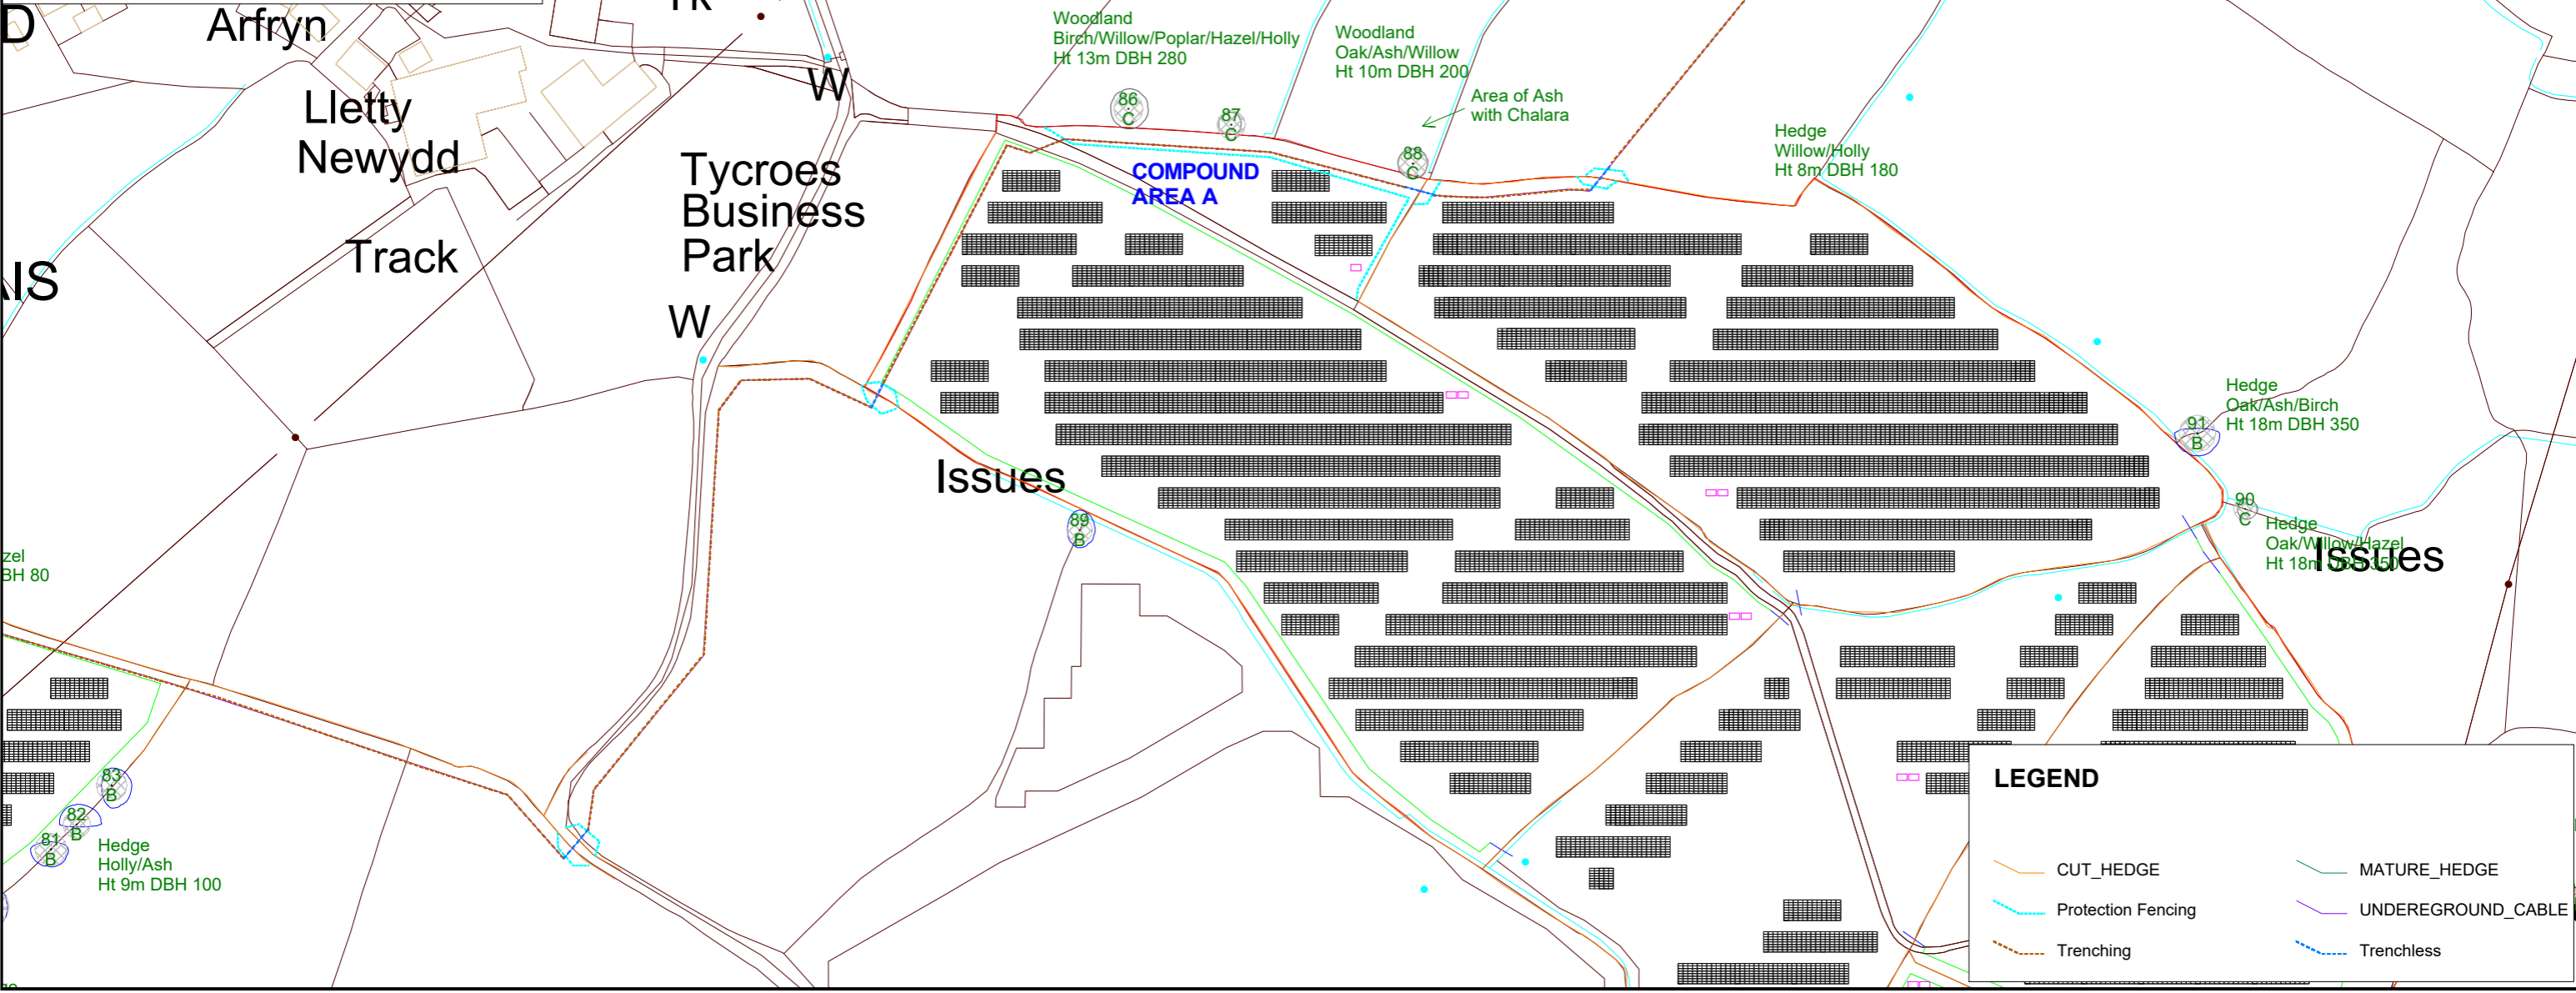 D
Arfryn
Lletty
Newydd
Track
W
Tycroes
Business
Park
W
Woodland
Birch/Willow/Poplar/Hazel/Holly
Ht 13m DBH 280
Woodland
Oak/Ash/Willow
Ht 10m DBH 200
Area of Ash
with Chalara
86
C
87
C
88
C
COMPOUND
AREA A
Hedge
Willow/Holly
Ht 8m DBH 180
Hedge
Oak/Ash/Birch
Ht 18m DBH 350
91
B
90
C
Hedge
Oak/Willow/Hazel
Ht 18m DBH 350
Issues
Issues
89
B
zel
BH 80
83
B
82
B
81
B
Hedge
Holly/Ash
Ht 9m DBH 100
LEGEND
CUT_HEDGE
MATURE_HEDGE
Protection Fencing
UNDEREGROUND_CABLE
Trenching
Trenchless